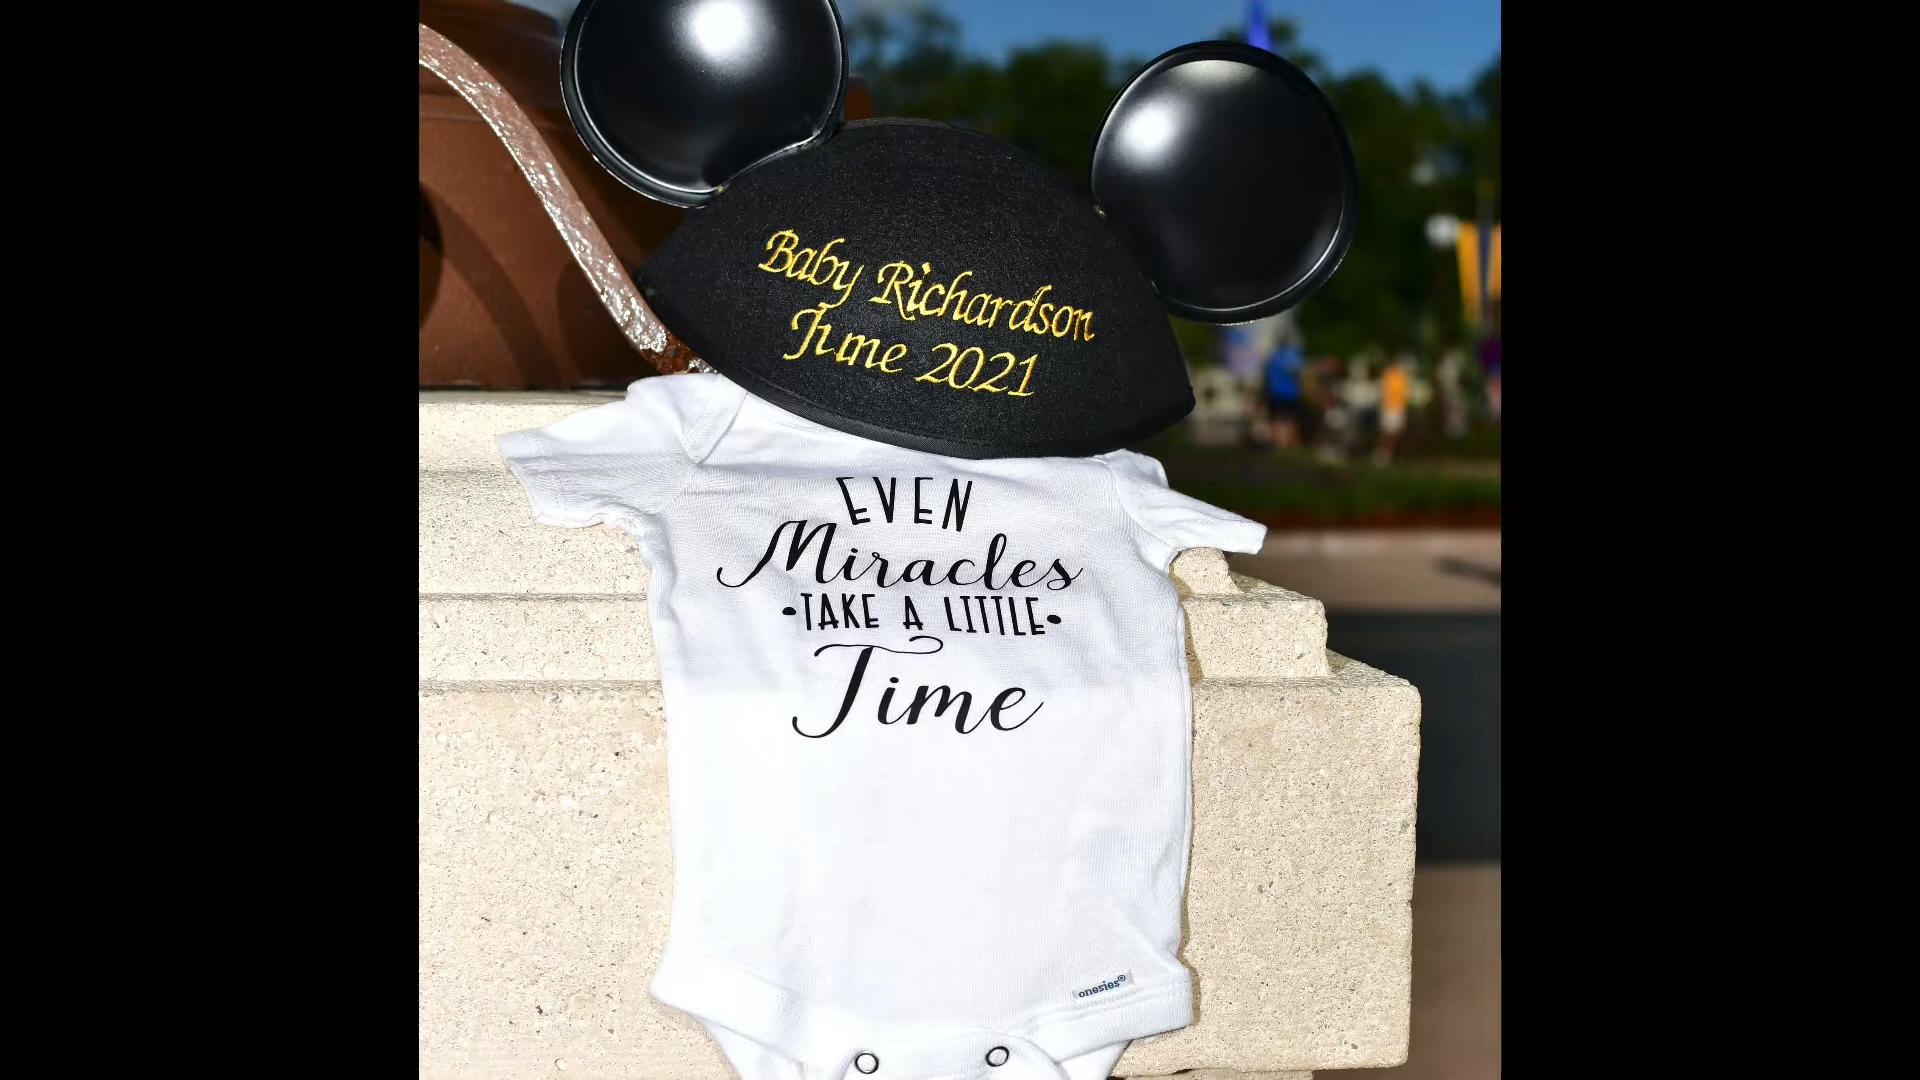 Baby Richardson
June 2021
EVEN
Miracles
•TAKE A LITTLE•
Time
onesies®